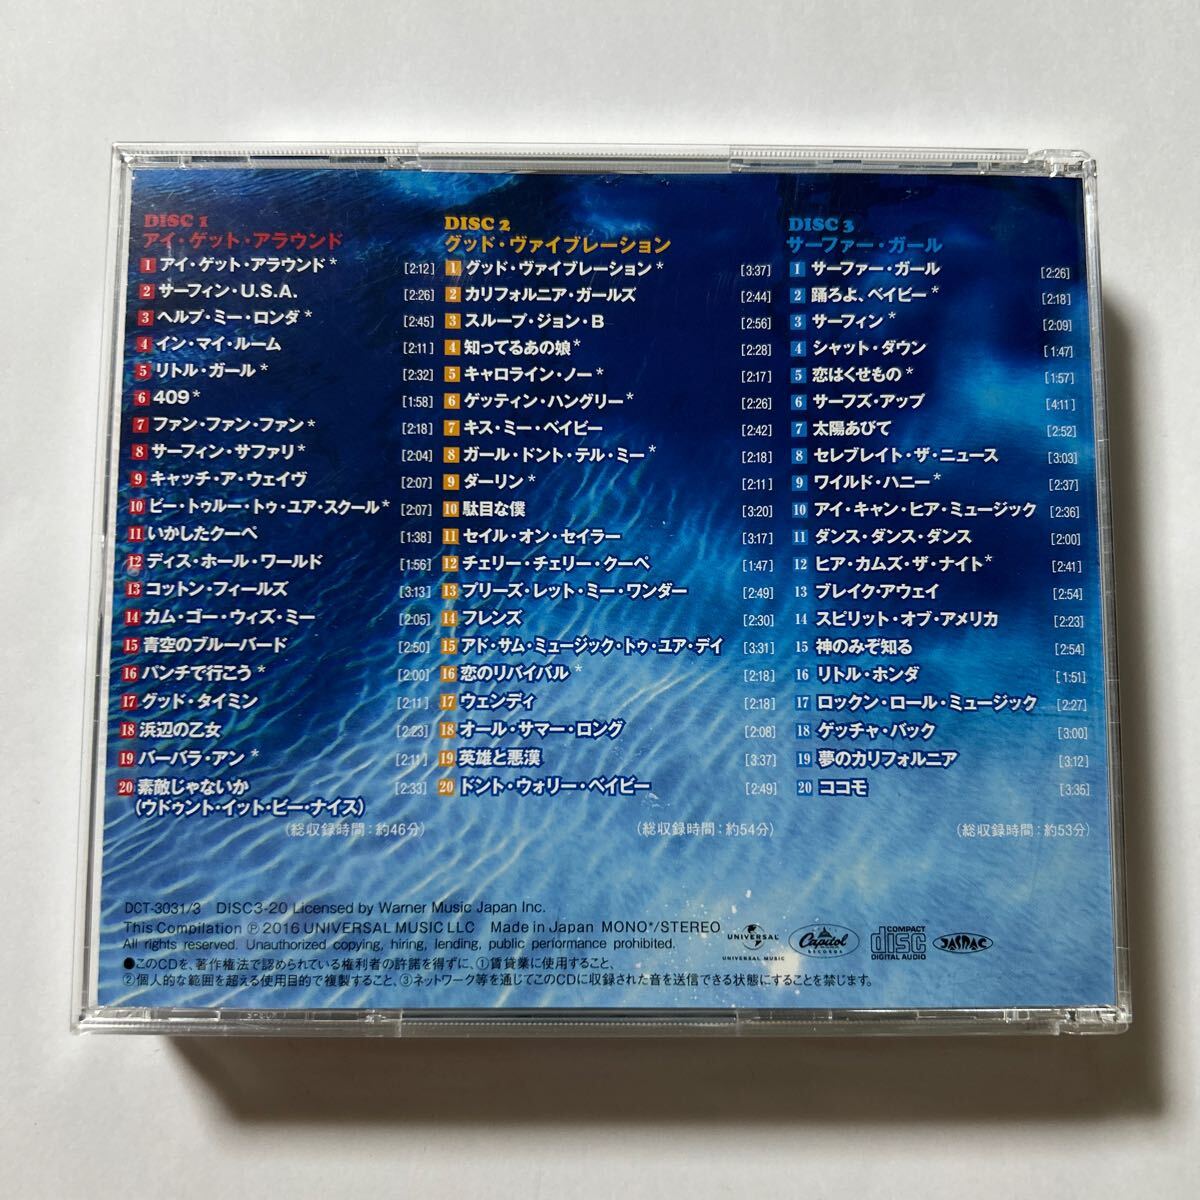 DISC 1
アイ・ゲット・アラウンド
1 アイ・ゲット・アラウンド* [2:12]
2 サーフィン・U.S.A. [2:26]
3 ヘルプ・ミー・ロンダ* [2:45]
4 イン・マイ・ルーム [2:11]
5 リトル・ガール* [2:32]
6 409* [1:58]
7 ファン・ファン・ファン* [2:18]
8 サーフィン・サファリ* [2:04]
9 キャッチ・ア・ウェイヴ [2:07]
10 ビー・トゥルー・トゥ・ユア・スクール* [2:07]
11 いかしたクーペ [1:38]
12 ディス・ホール・ワールド [1:56]
13 コットン・フィールズ [3:13]
14 カム・ゴー・ウィズ・ミー [2:05]
15 青空のブルーバード [2:50]
16 パンチで行こう* [2:00]
17 グッド・タイミン [2:11]
18 浜辺の乙女 [2:23]
19 バーバラ・アン* [2:11]
20 素敵じゃないか [2:33]
(ウドゥント・イット・ビー・ナイス)
(総収録時間:約46分)
DISC 2
グッド・ヴァイブレーション
1 グッド・ヴァイブレーション* [3:37]
2 カリフォルニア・ガールズ [2:44]
3 スループ・ジョン・B [2:56]
4 知ってるあの娘* [2:28]
5 キャロライン・ノー* [2:17]
6 ゲッティン・ハングリー* [2:26]
7 キス・ミー・ベイビー [2:42]
8 ガール・ドント・テル・ミー* [2:18]
9 ダーリン* [2:11]
10 駄目な僕 [3:20]
11 セイル・オン・セイラー [3:17]
12 チェリー・チェリー・クーペ [1:47]
13 プリーズ・レット・ミー・ワンダー [2:49]
14 フレンズ [2:30]
15 アド・サム・ミュージック・トゥ・ユア・デイ [3:31]
16 恋のリバイバル* [2:18]
17 ウェンディ [2:18]
18 オール・サマー・ロング [2:08]
19 英雄と悪漢 [3:37]
20 ドント・ウォリー・ベイビー [2:49]
(総収録時間:約54分)
DISC 3
サーファー・ガール
1 サーファー・ガール [2:26]
2 踊ろよ、ベイビー* [2:18]
3 サーフィン* [2:09]
4 シャット・ダウン [1:47]
5 恋はくせもの* [1:57]
6 サーフズ・アップ [4:11]
7 太陽あびて [2:52]
8 セレブレイト・ザ・ニュース [3:03]
9 ワイルド・ハニー* [2:37]
10 アイ・キャン・ヒア・ミュージック [2:36]
11 ダンス・ダンス・ダンス [2:00]
12 ヒア・カムズ・ザ・ナイト* [2:41]
13 ブレイク・アウェイ [2:54]
14 スピリット・オブ・アメリカ [2:23]
15 神のみぞ知る [2:54]
16 リトル・ホンダ [1:51]
17 ロックン・ロール・ミュージック [2:27]
18 ゲッチャ・バック [3:00]
19 夢のカリフォルニア [3:12]
20 ココモ [3:35]
(総収録時間:約53分)
DCT-3031/3 DISC3-20 Licensed by Warner Music Japan Inc.
This Compilation ℗ 2016 UNIVERSAL MUSIC LLC Made in Japan MONO*/STEREO
All rights reserved. Unauthorized copying, hiring, lending, public performance prohibited.
●このCDを、著作権法で認められている権利者の許諾を得ずに、①賃貸業に使用すること、
②個人的な範囲を超える使用目的で複製すること、③ネットワーク等を通じてこのCDに収録された音を送信できる状態にすることを禁じます。
UNIVERSAL
UNIVERSAL MUSIC
Capitol
RECORDS
COMPACT
disc
DIGITAL AUDIO
JASRAC